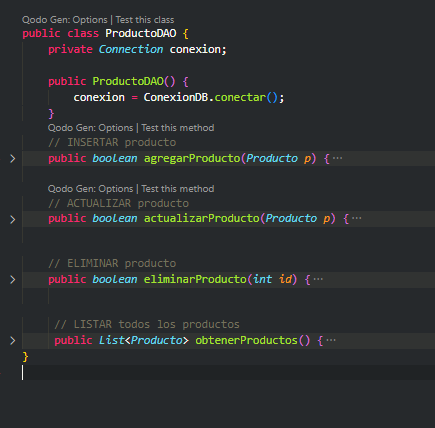 Qodo Gen: Options | Test this class
public class ProductoDAO {
private Connection conexion;
public ProductoDAO() {
conexion = ConexionDB.conectar();
}
Qodo Gen: Options | Test this method
// INSERTAR producto
public boolean agregarProducto(Producto p) {···
Qodo Gen: Options | Test this method
// ACTUALIZAR producto
public boolean actualizarProducto(Producto p) {···
// ELIMINAR producto
public boolean eliminarProducto(int id) {···
// LISTAR todos los productos
public List<Producto> obtenerProductos() {···
}